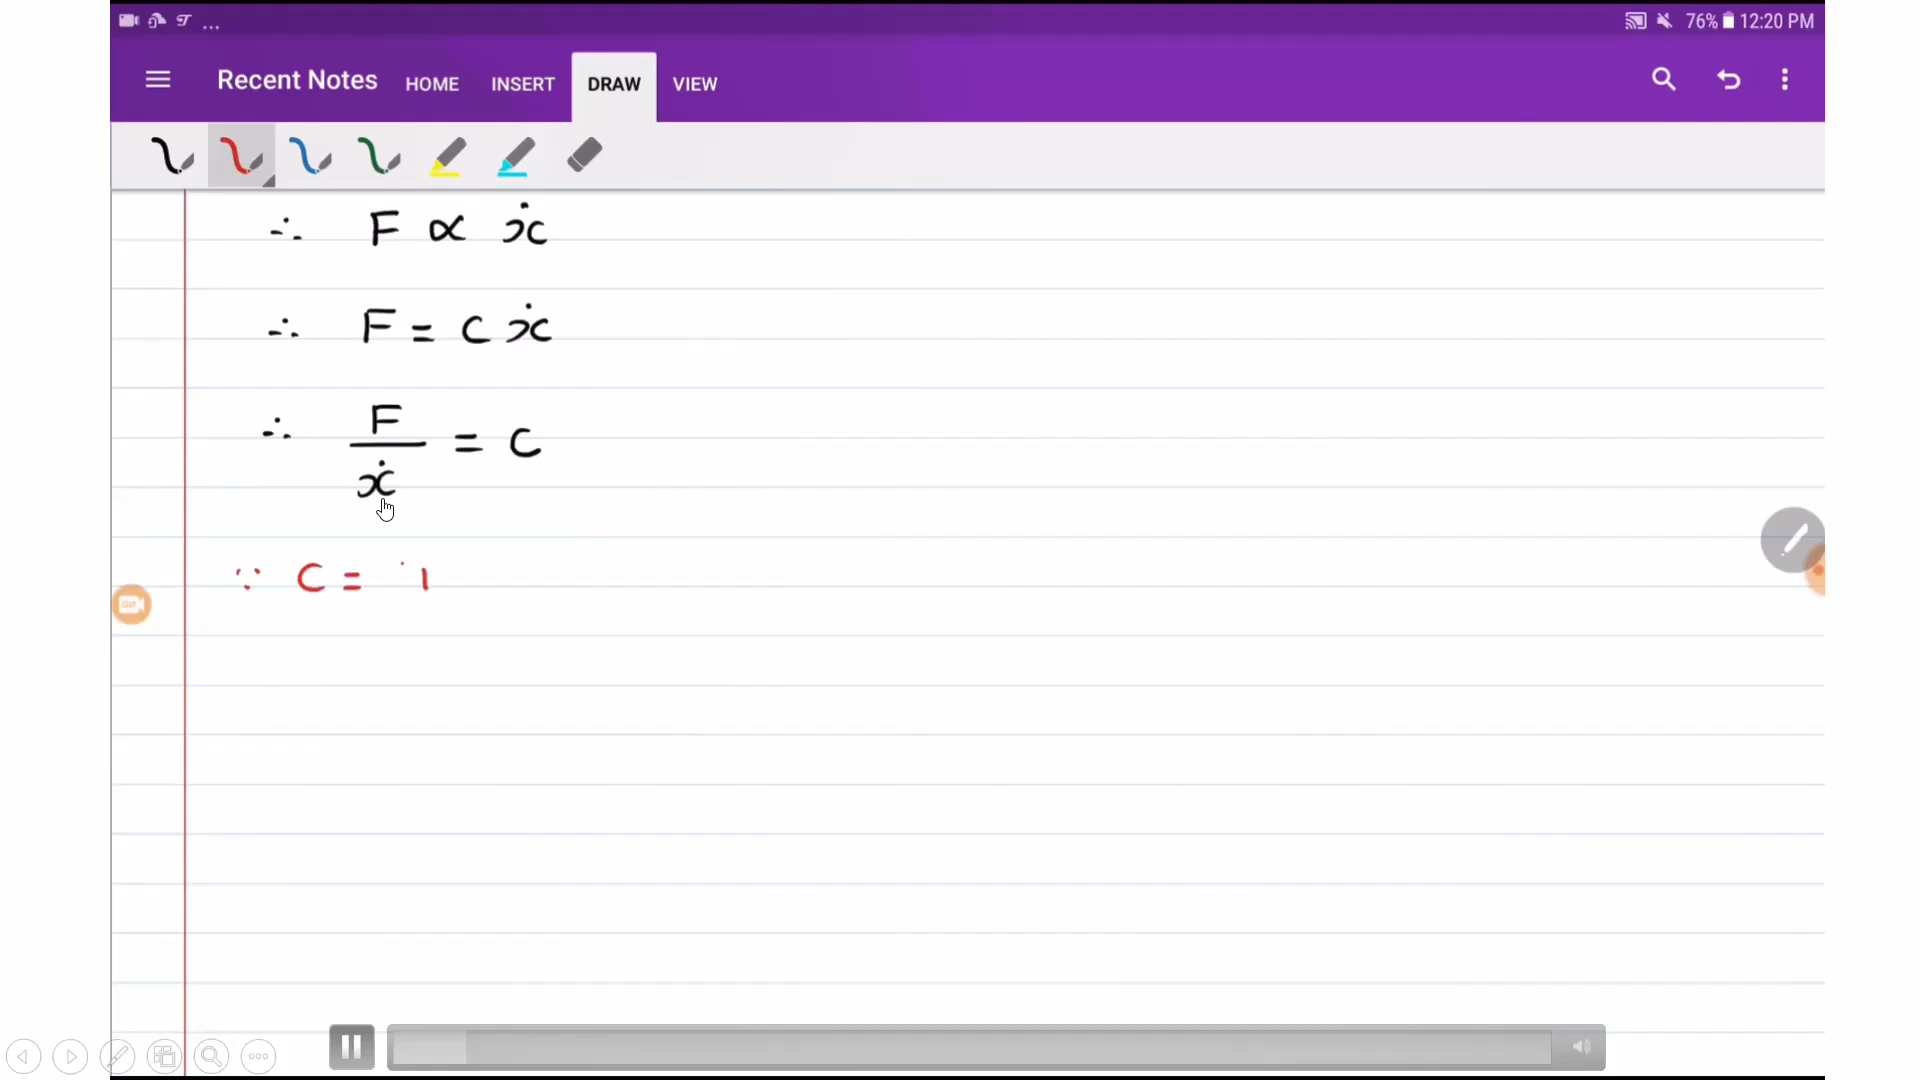 ... 76% 12:20 PM
Recent Notes HOME INSERT DRAW VIEW
∴ F ∝ ẋ
∴ F = C ẋ
∴ F / ẋ = C
∵ C =